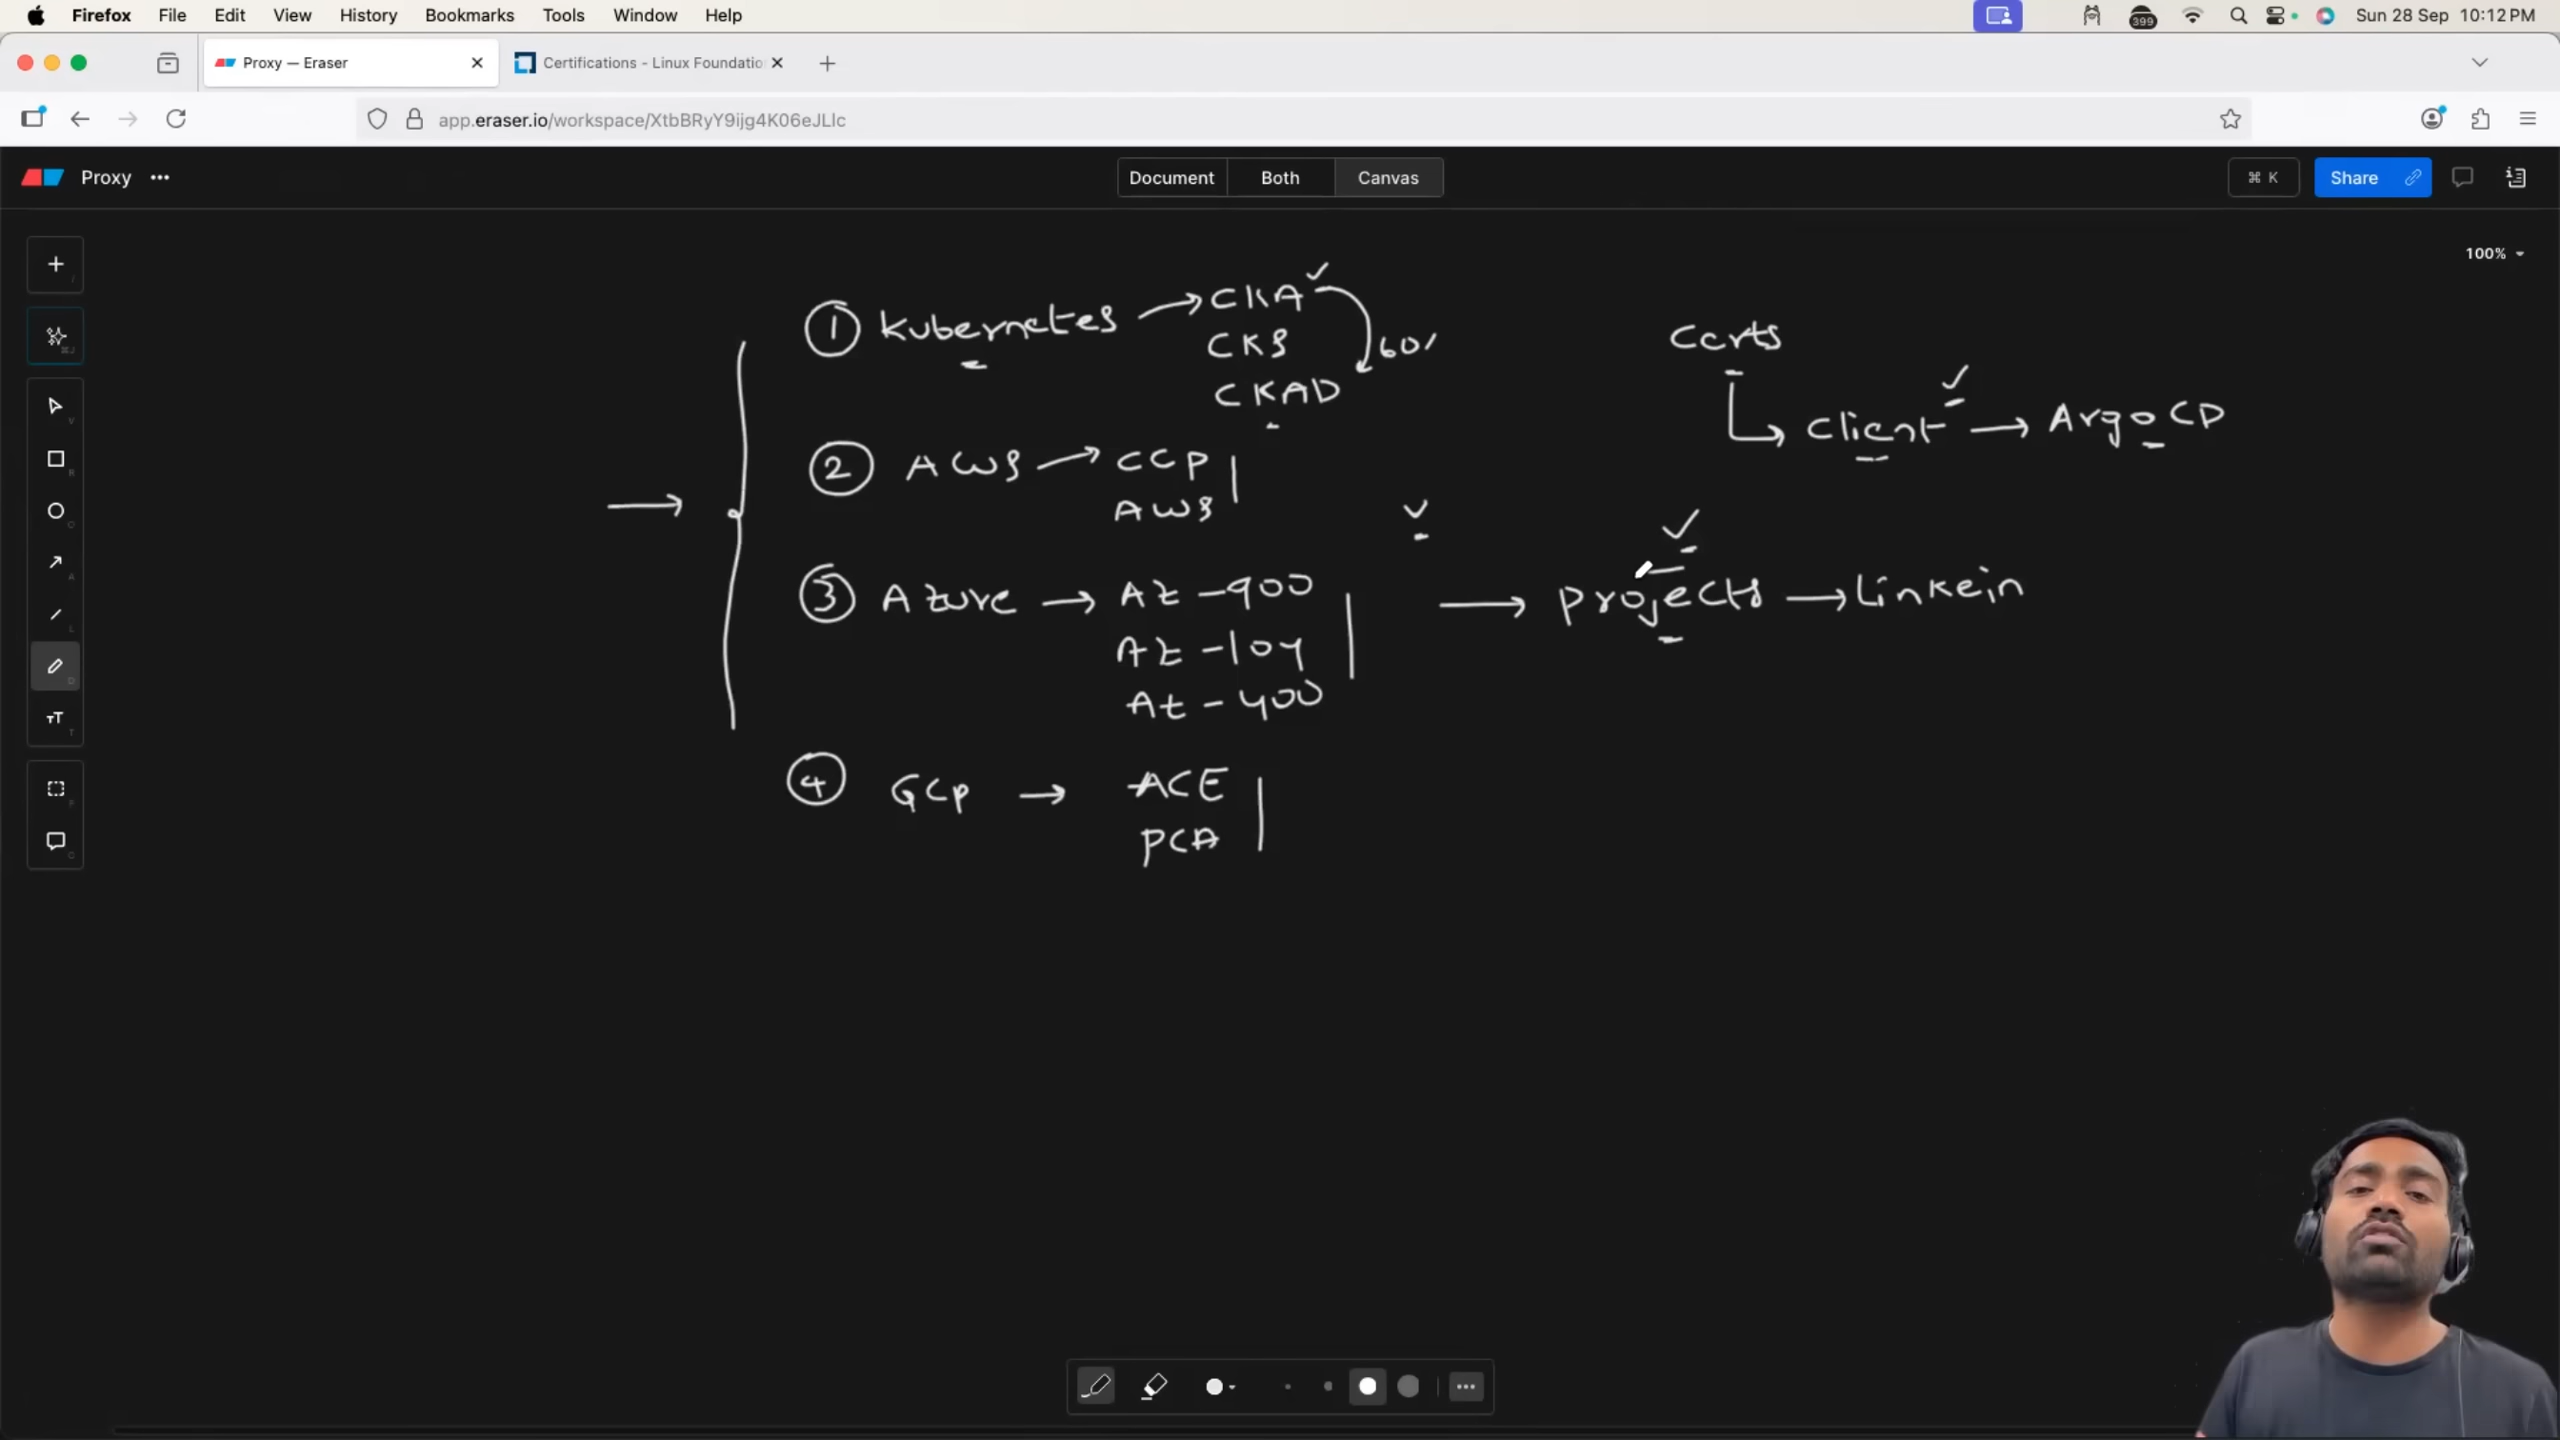 Firefox File Edit View History Bookmarks Tools Window Help
399
Sun 28 Sep 10:12 PM
Proxy — Eraser
Certifications - Linux Foundatio
app.eraser.io/workspace/XtbBRyY9ijg4K06eJLIc
Proxy
Document Both Canvas
⌘ K
Share
100%
① Kubernetes → CKA ✓
CKS
60%
CKAD
② AWS → CCP
AWS
③ Azure → AZ - 900
AZ - 104
AZ - 400
④ GCP → ACE
PCA
Certs
Client ✓ → ArgoCD
→ Projects → Linkein